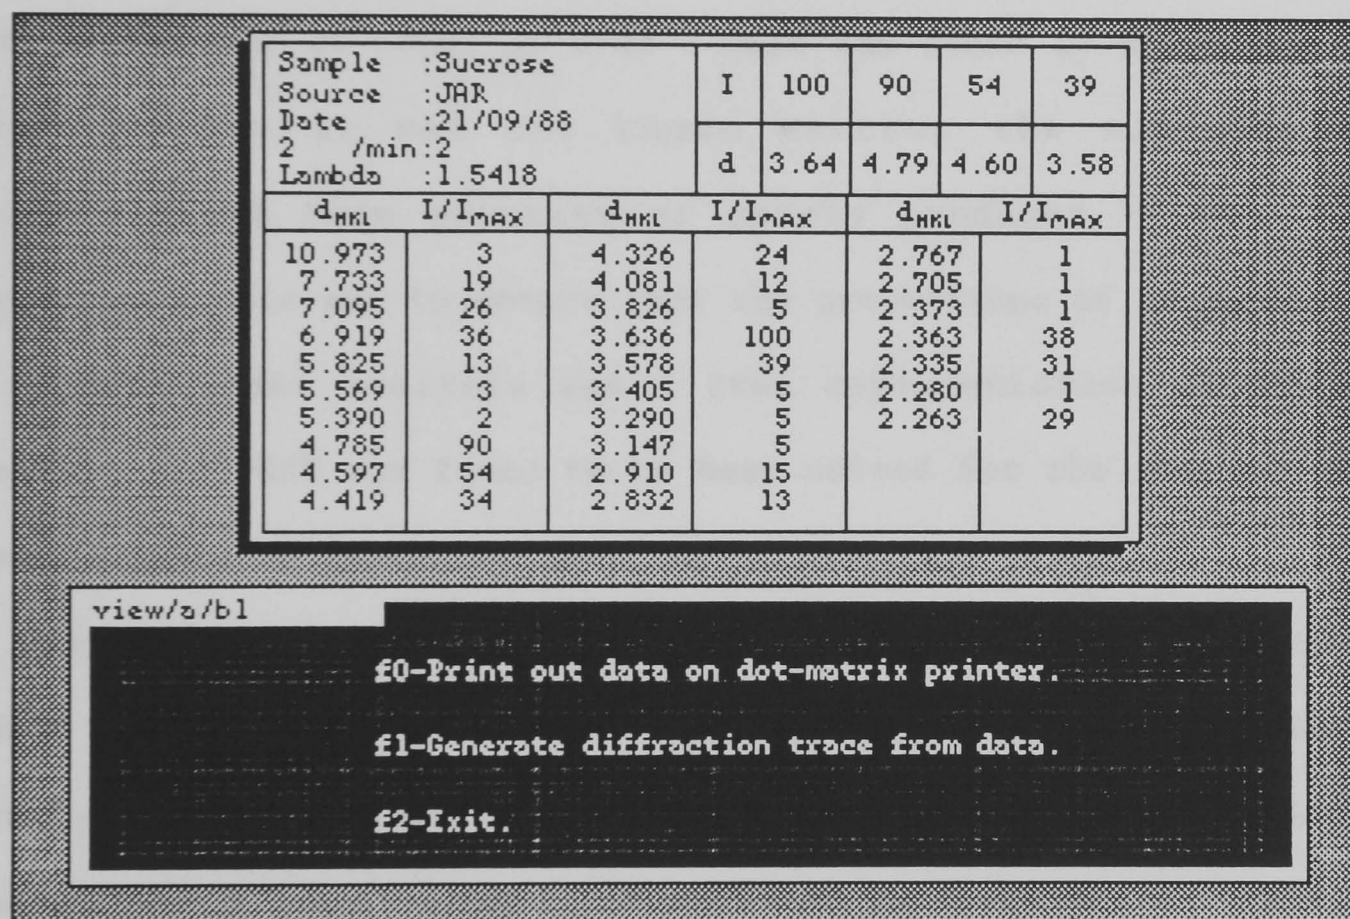 Sample :Sucrose
Source :JAR
Date :21/09/88
2 /min:2
Lambda :1.5418
I 100 90 54 39
d 3.64 4.79 4.60 3.58
dHKL I/IMAX dHKL I/IMAX dHKL I/IMAX
10.973 3 4.326 24 2.767 1
7.733 19 4.081 12 2.705 1
7.095 26 3.826 5 2.373 1
6.919 36 3.636 100 2.363 38
5.825 13 3.578 39 2.335 31
5.569 3 3.405 5 2.280 1
5.390 2 3.290 5 2.263 29
4.785 90 3.147 5
4.597 54 2.910 15
4.419 34 2.832 13
view/a/b1
f0-Print out data on dot-matrix printer.
f1-Generate diffraction trace from data.
f2-Exit.